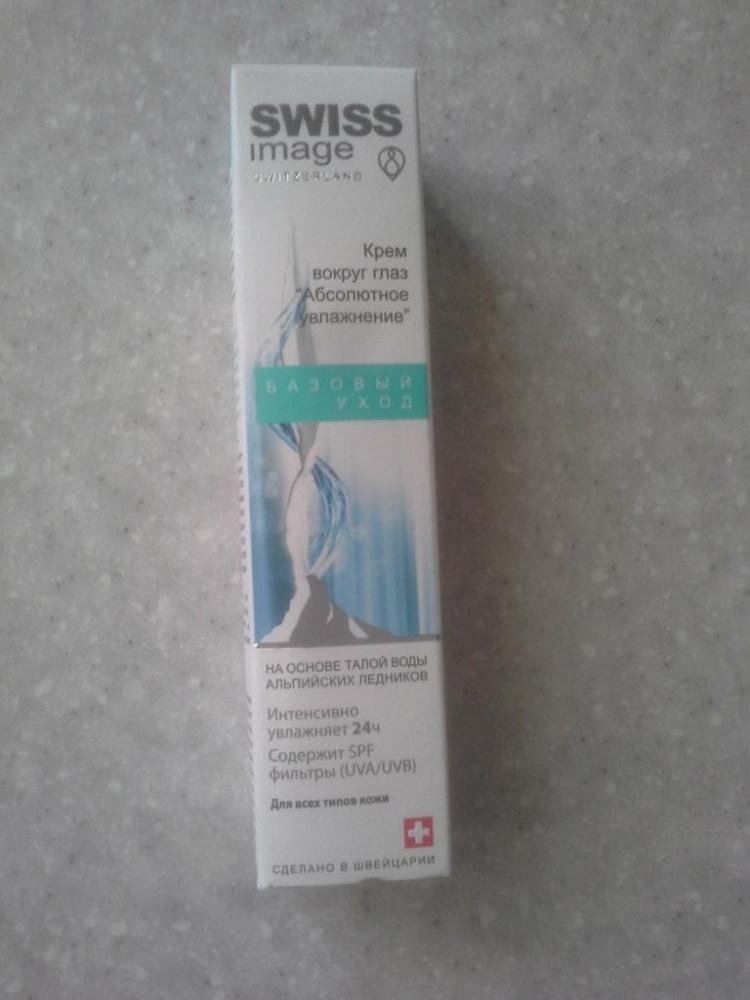 SWISS
image
SWITZERLAND
Крем
вокруг глаз
"Абсолютное
увлажнение"
БАЗОВЫЙ
УХОД
НА ОСНОВЕ ТАЛОЙ ВОДЫ
АЛЬПИЙСКИХ ЛЕДНИКОВ
Интенсивно
увлажняет 24ч
Содержит SPF
фильтры (UVA/UVB)
Для всех типов кожи
СДЕЛАНО В ШВЕЙЦАРИИ